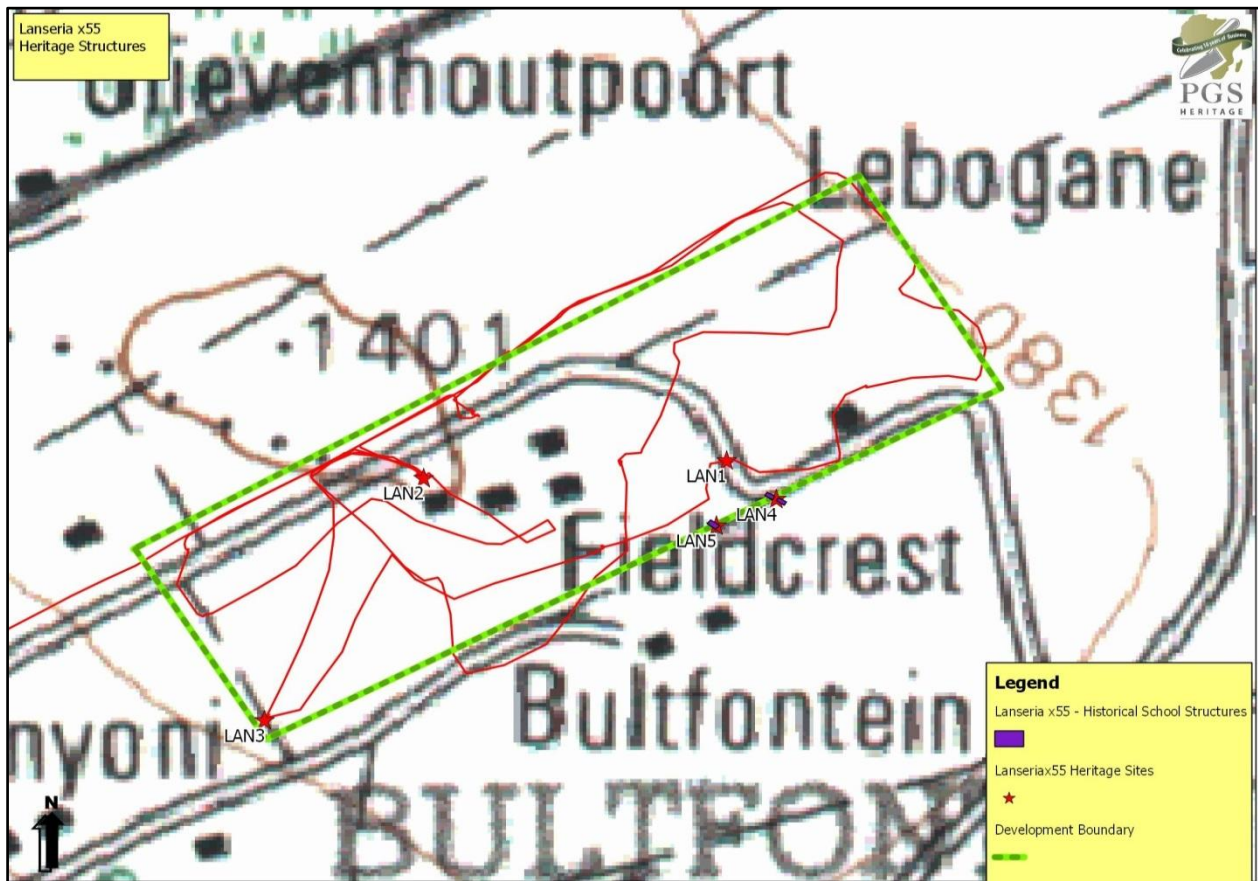 Lanseria x55
Heritage Structures
PGS
HERITAGE
Lebogane
1401
1380
LAN1
LAN2
LAN4
LAN5
Fieldcrest
LAN3
Bultfontein
nyoni
BULTFON
N
Legend
Lanseria x55 - Historical School Structures
Lanseriax55 Heritage Sites
Development Boundary